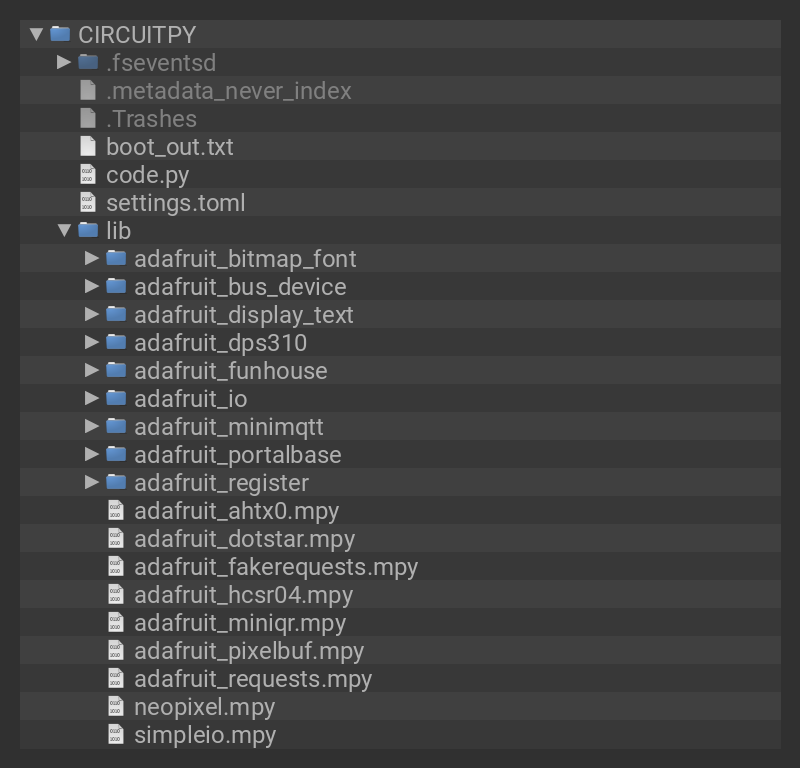 CIRCUITPY
.fseventsd
.metadata_never_index
.Trashes
boot_out.txt
code.py
settings.toml
lib
adafruit_bitmap_font
adafruit_bus_device
adafruit_display_text
adafruit_dps310
adafruit_funhouse
adafruit_io
adafruit_minimqtt
adafruit_portalbase
adafruit_register
adafruit_ahtx0.mpy
adafruit_dotstar.mpy
adafruit_fakerequests.mpy
adafruit_hcsr04.mpy
adafruit_miniqr.mpy
adafruit_pixelbuf.mpy
adafruit_requests.mpy
neopixel.mpy
simpleio.mpy